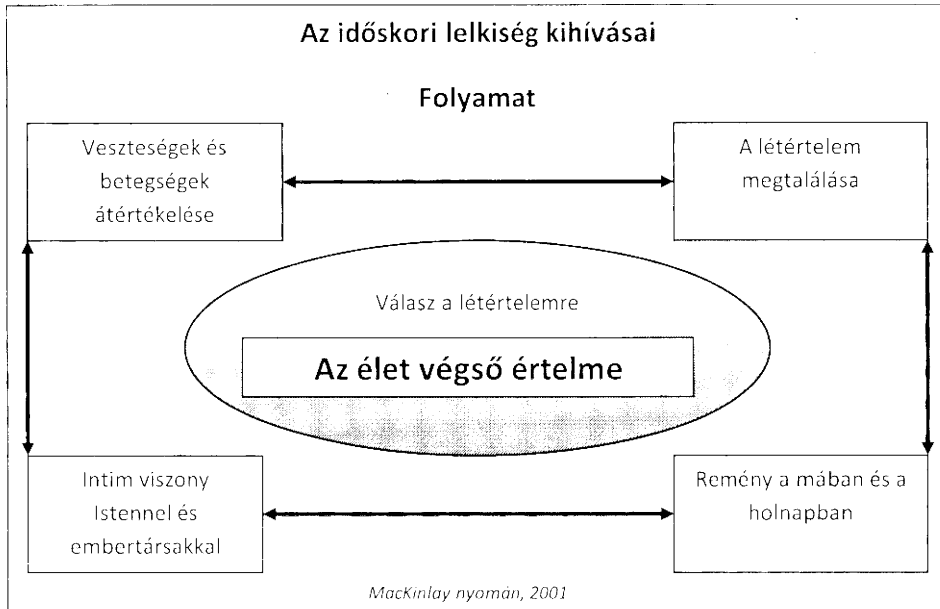 Az időskori lelkiség kihívásai
Folyamat
Veszteségek és
betegségek
átértékelése
A létértelem
megtalálása
Válasz a létértelemre
Az élet végső értelme
Intim viszony
Istennel és
embertársakkal
Remény a mában és a
holnapban
MacKinlay nyomán, 2001